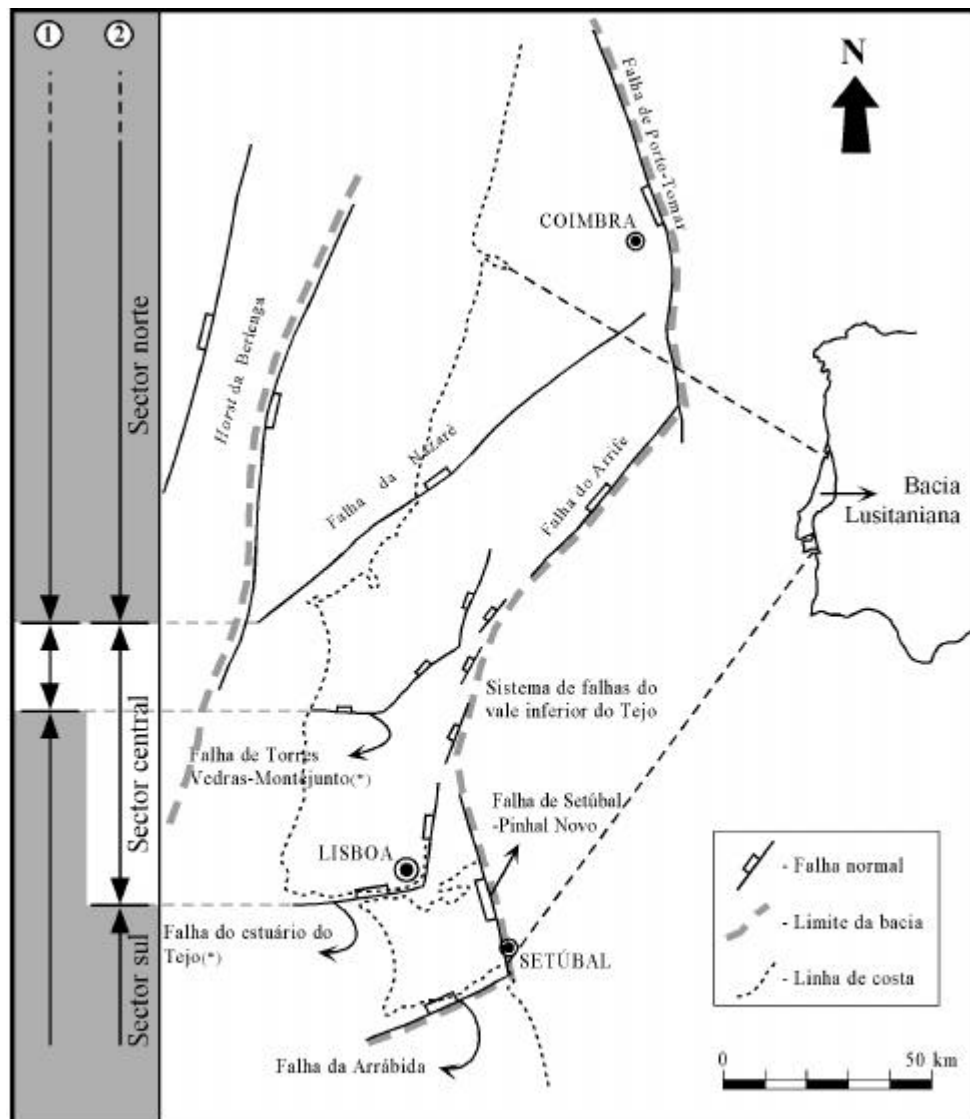 1
2
N
Falha de Porto-Tomar
COIMBRA
Sector norte
Horst da Berlenga
Falha da Nazaré
Falha do Arrife
Bacia
Lusitaniana
Sector central
Sistema de falhas do
vale inferior do Tejo
Falha de Torres
Vedras-Montejunto(*)
Falha de Setúbal
-Pinhal Novo
LISBOA
- Falha normal
- Limite da bacia
- Linha de costa
Falha do estuário do
Tejo(*)
SETÚBAL
Sector sul
Falha da Arrábida
0
50 km